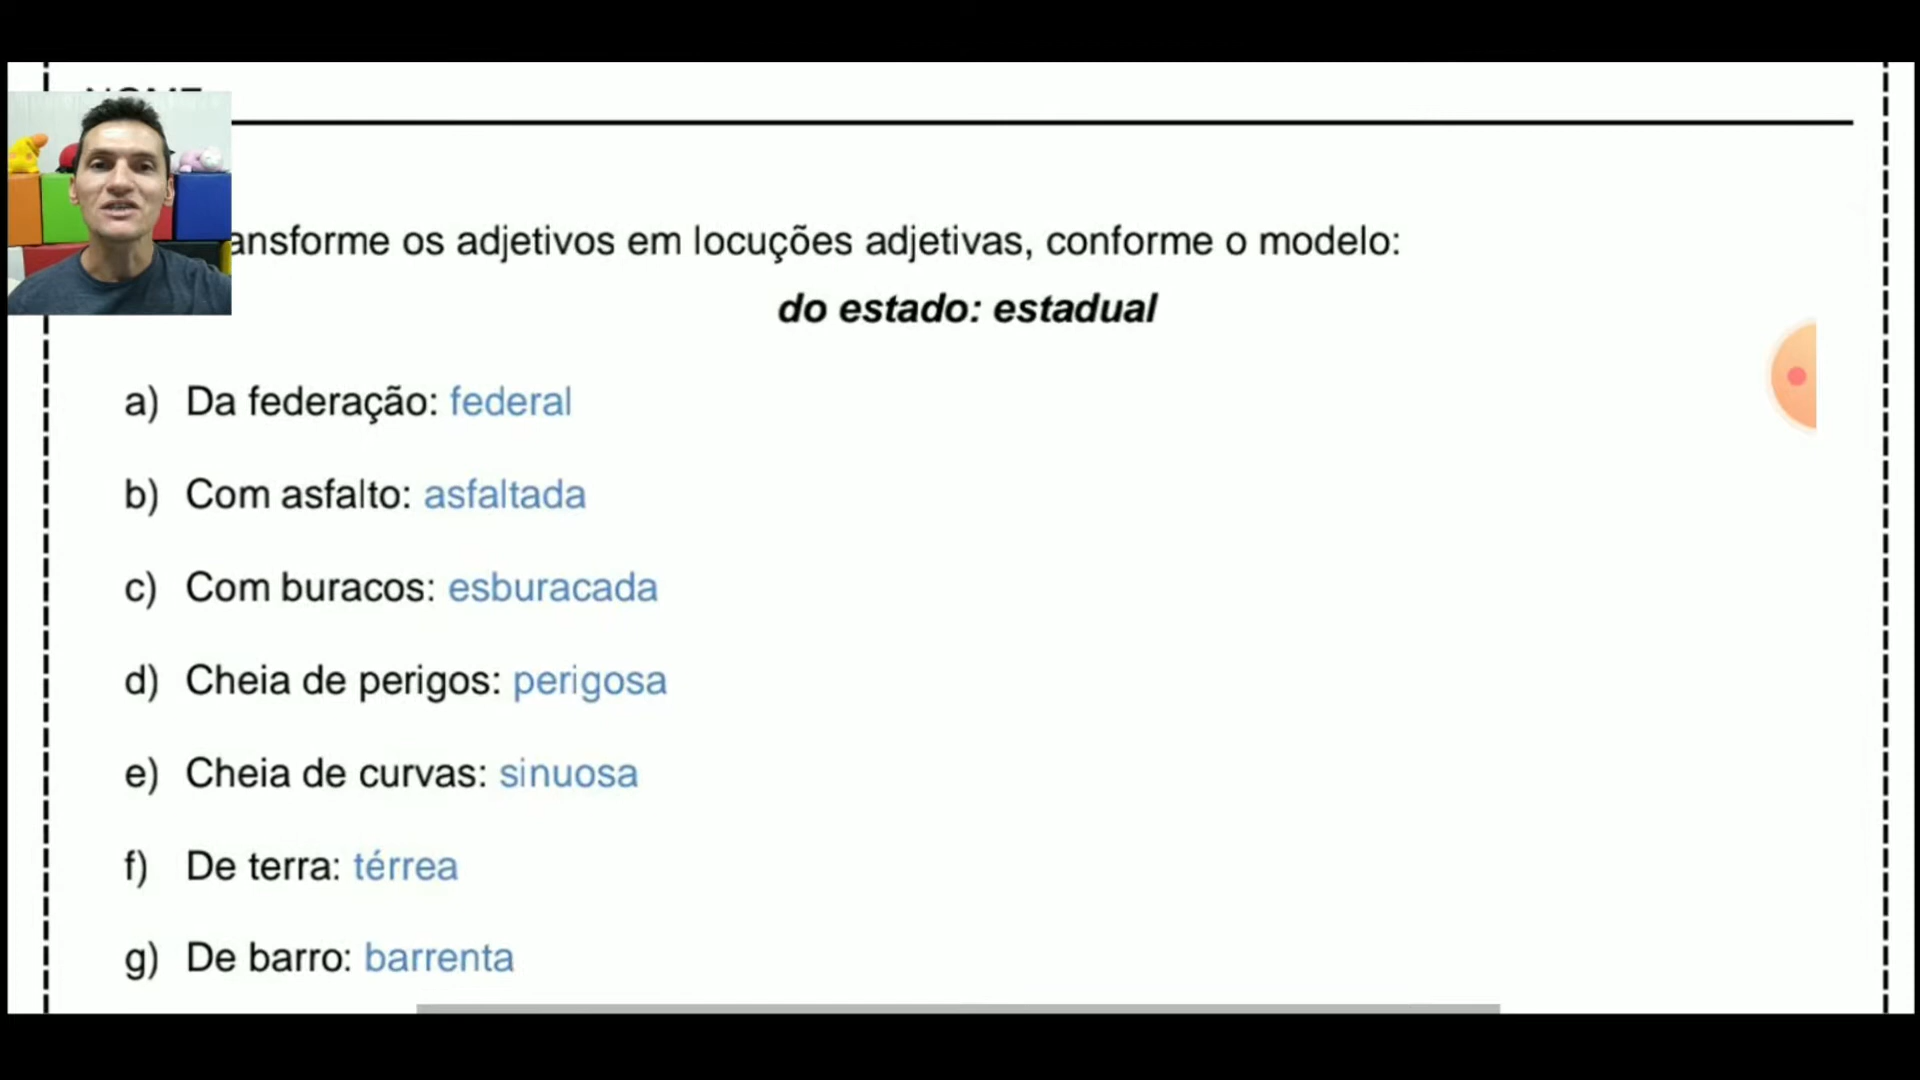 ansforme os adjetivos em locuções adjetivas, conforme o modelo:
do estado: estadual
a) Da federação: federal
b) Com asfalto: asfaltada
c) Com buracos: esburacada
d) Cheia de perigos: perigosa
e) Cheia de curvas: sinuosa
f) De terra: térrea
g) De barro: barrenta